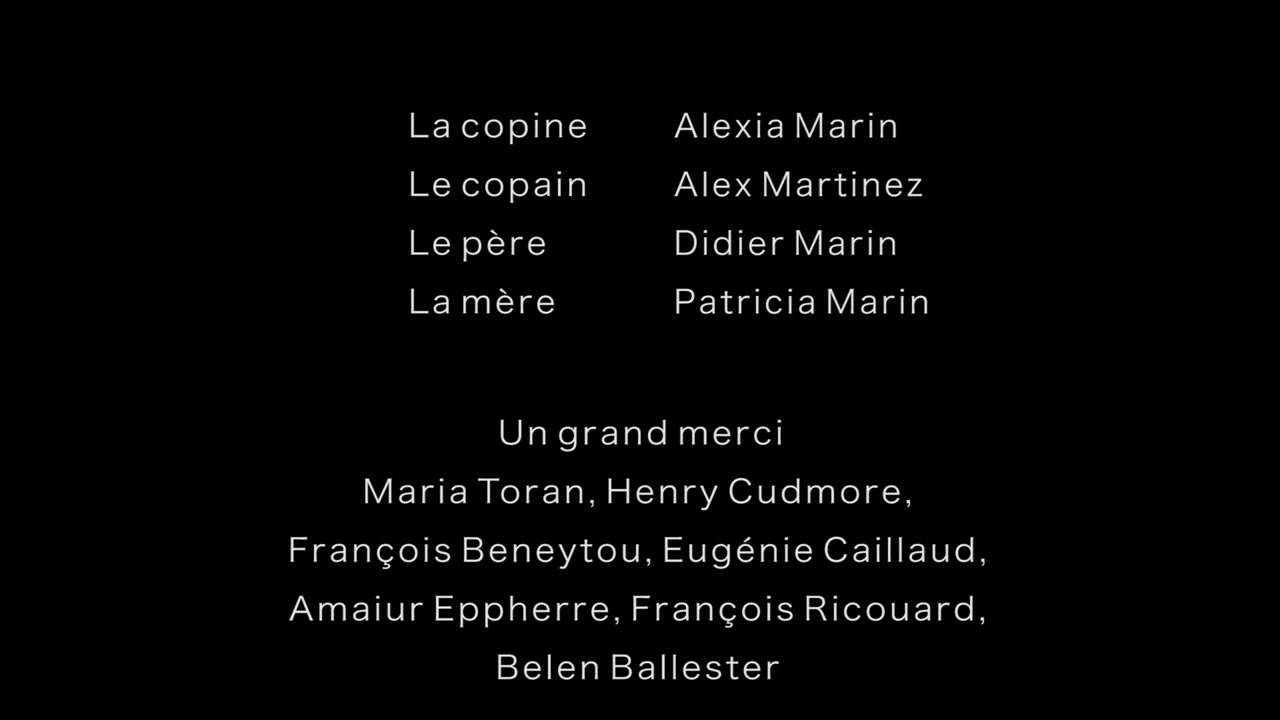 La copine Alexia Marin
Le copain Alex Martinez
Le père Didier Marin
La mère Patricia Marin
Un grand merci
Maria Toran, Henry Cudmore,
François Beneytou, Eugénie Caillaud,
Amaiur Eppherre, François Ricouard,
Belen Ballester